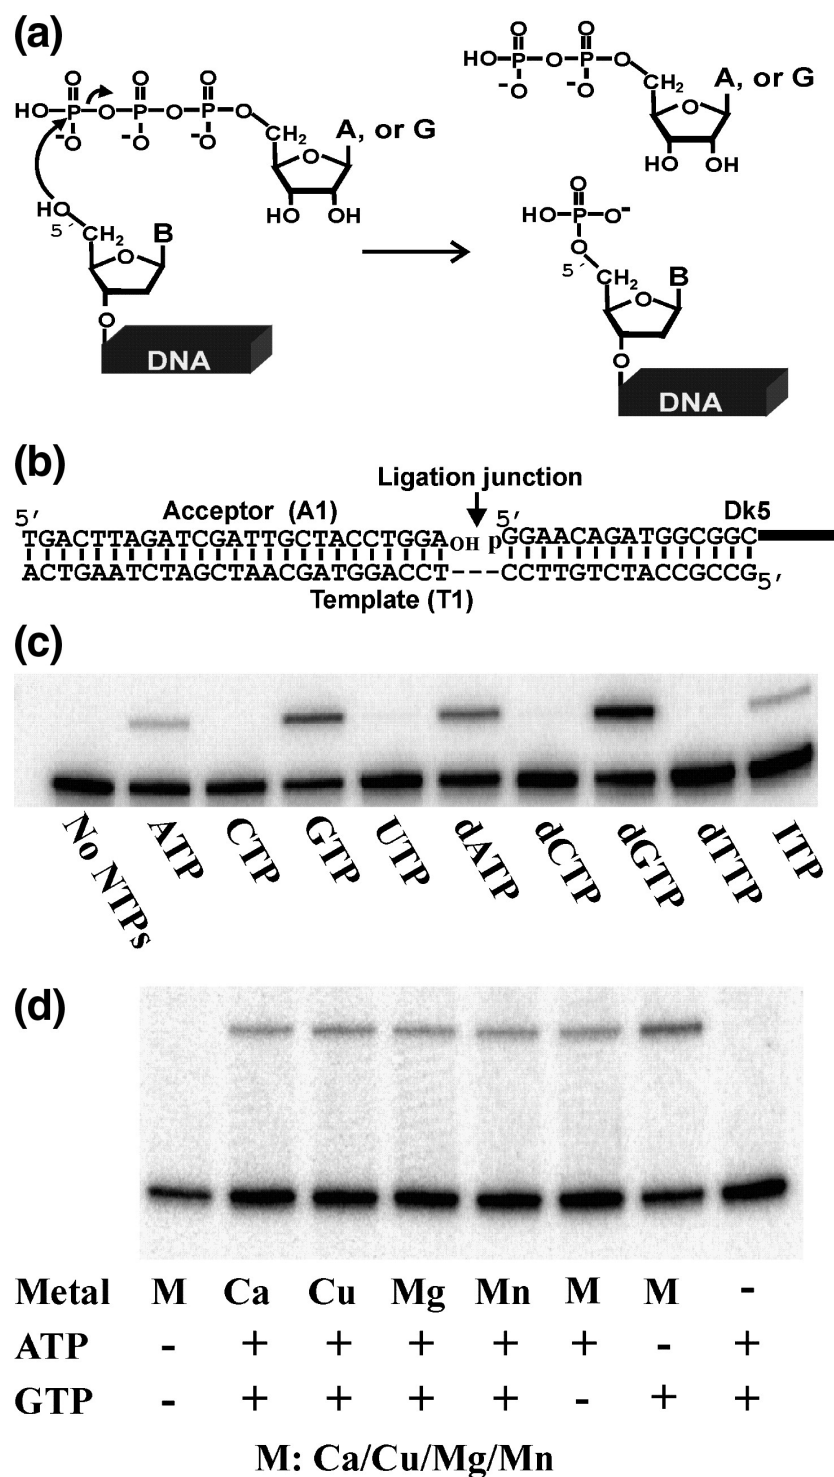 (a)
O O O
HO-P-O-P-O-P-O
-O -O -O
CH2
A, or G
O
HO OH
HO
5´
CH2
B
O
O
DNA
O O
HO-P-O-P-O
-O -O
CH2
A, or G
O
HO OH
O
HO-P-O-
O
5´
CH2
B
O
O
DNA
(b)
Ligation junction
5′ Acceptor (A1) 5′ Dk5
TGACTTAGATCGATTGCTACCTGGAOH pGGAACAGATGGCGGC
ACTGAATCTAGCTAACGATGGACCT---CCTTGTCTACCGCCG5′
Template (T1)
(c)
No NTPs ATP CTP GTP UTP dATP dCTP dGTP dTTP ITP
(d)
Metal M Ca Cu Mg Mn M M -
ATP - + + + + + - +
GTP - + + + + - + +
M: Ca/Cu/Mg/Mn